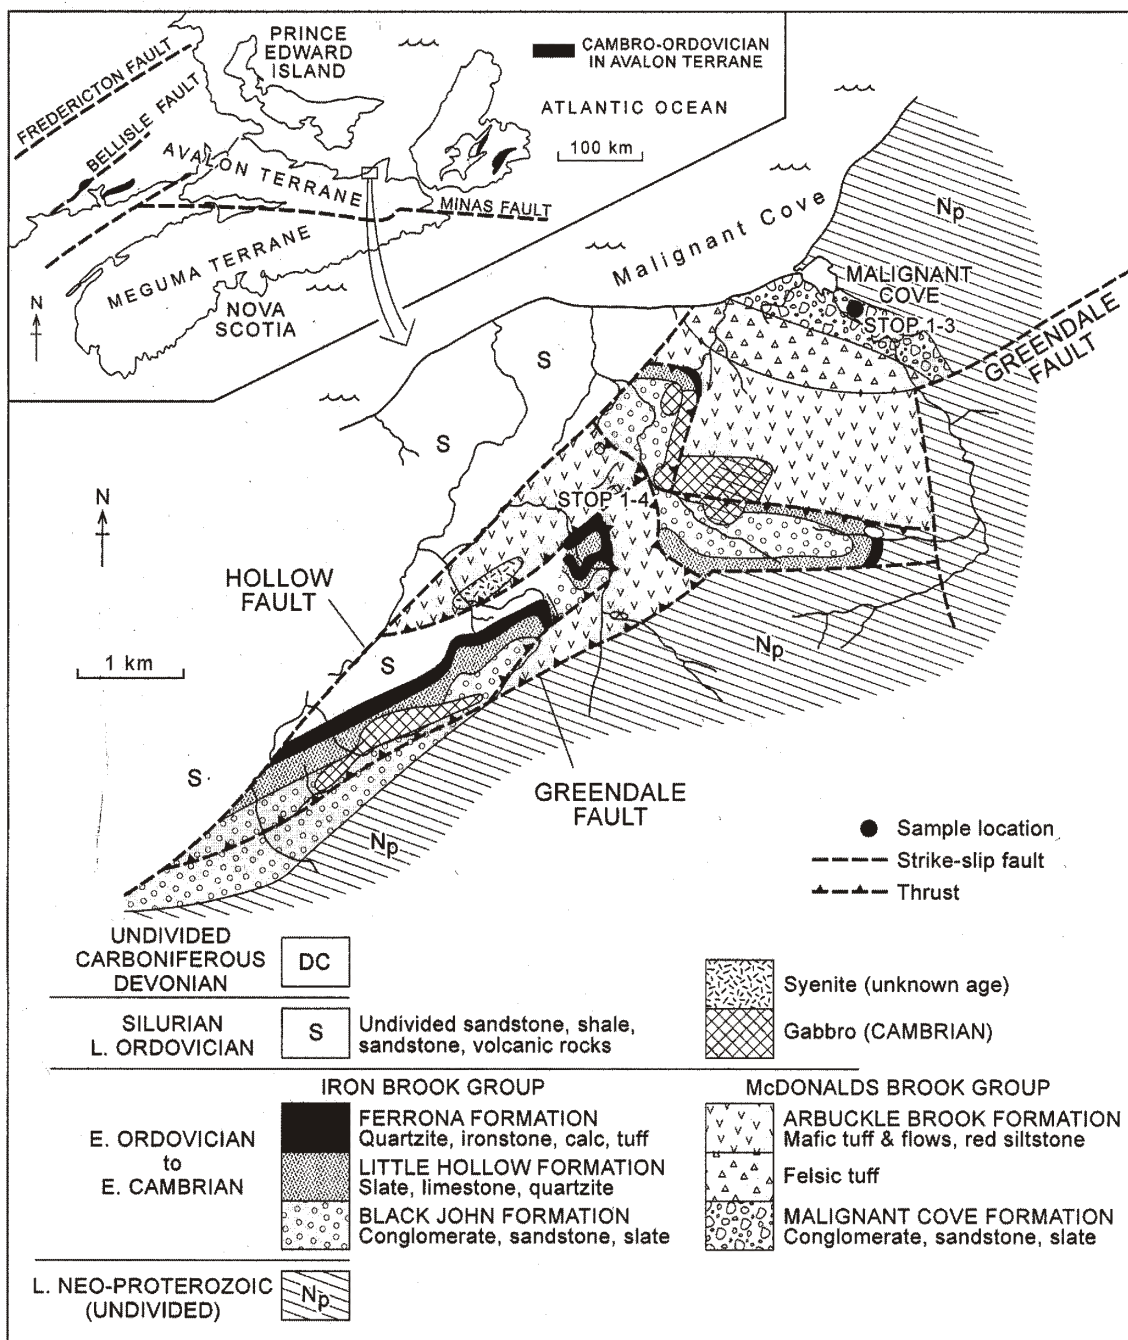 PRINCE
EDWARD
ISLAND
CAMBRO-ORDOVICIAN
IN AVALON TERRANE
FREDERICTON FAULT
BELLISLE FAULT
ATLANTIC OCEAN
100 km
AVALON TERRANE
MINAS FAULT
MEGUMA TERRANE
N
NOVA
SCOTIA
Malignant Cove
Np
MALIGNANT
COVE
STOP 1-3
GREENDALE
FAULT
S
S
N
STOP 1-4
HOLLOW
FAULT
1 km
S
Np
S
GREENDALE
FAULT
Np
Sample location
Strike-slip fault
Thrust
UNDIVIDED
CARBONIFEROUS
DEVONIAN
DC
SILURIAN
L. ORDOVICIAN
S
Undivided sandstone, shale,
sandstone, volcanic rocks
Syenite (unknown age)
Gabbro (CAMBRIAN)
IRON BROOK GROUP
McDONALDS BROOK GROUP
E. ORDOVICIAN
to
E. CAMBRIAN
FERRONA FORMATION
Quartzite, ironstone, calc, tuff
LITTLE HOLLOW FORMATION
Slate, limestone, quartzite
BLACK JOHN FORMATION
Conglomerate, sandstone, slate
ARBUCKLE BROOK FORMATION
Mafic tuff & flows, red siltstone
Felsic tuff
MALIGNANT COVE FORMATION
Conglomerate, sandstone, slate
L. NEO-PROTEROZOIC
(UNDIVIDED)
Np